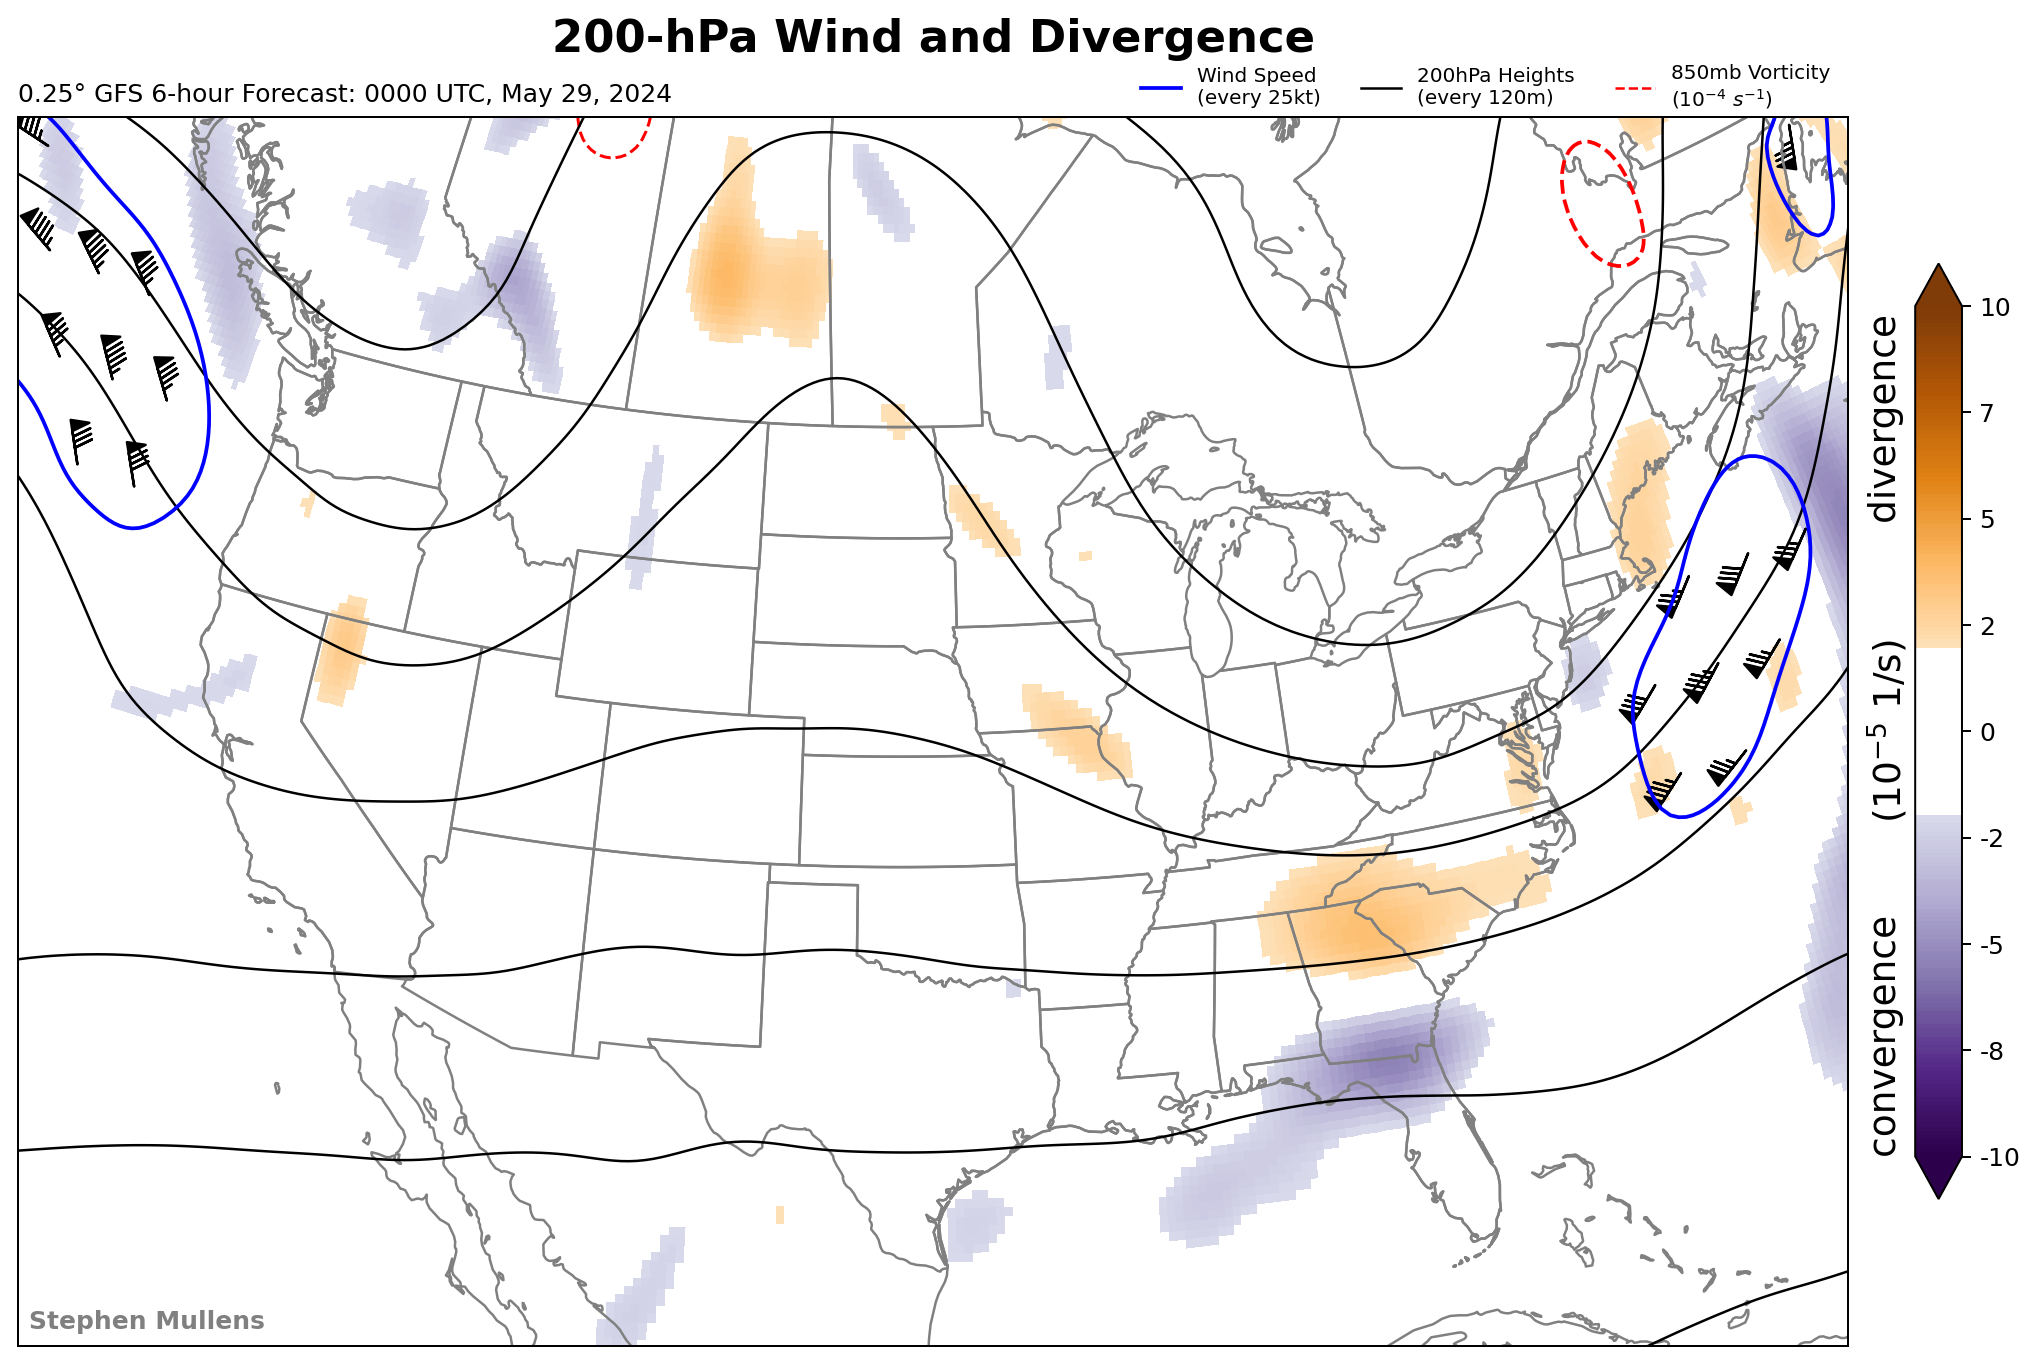 200-hPa Wind and Divergence
0.25° GFS 6-hour Forecast: 0000 UTC, May 29, 2024
Wind Speed
(every 25kt)
200hPa Heights
(every 120m)
850mb Vorticity
(10⁻⁴ s⁻¹)
10
7
5
2
0
-2
-5
-8
-10
convergence (10⁻⁵ 1/s) divergence
Stephen Mullens